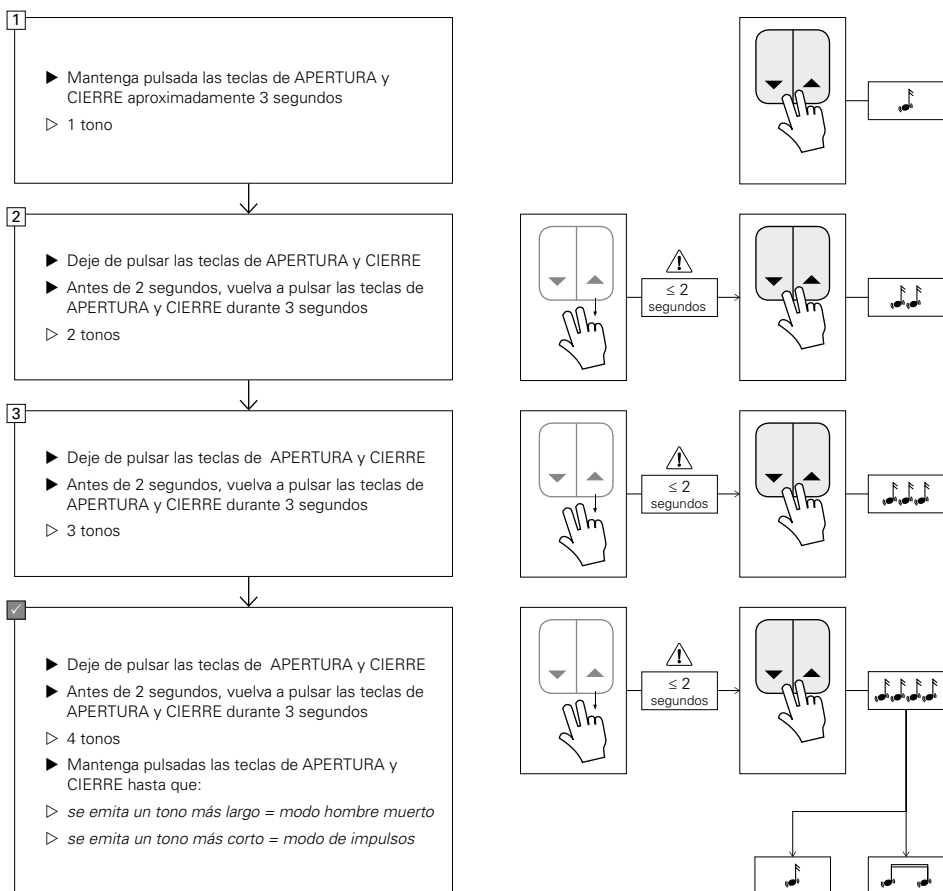 1
▶ Mantenga pulsada las teclas de APERTURA y
CIERRE aproximadamente 3 segundos
▷ 1 tono
2
▶ Deje de pulsar las teclas de APERTURA y CIERRE
▶ Antes de 2 segundos, vuelva a pulsar las teclas de
APERTURA y CIERRE durante 3 segundos
▷ 2 tonos
≤ 2
segundos
3
▶ Deje de pulsar las teclas de APERTURA y CIERRE
▶ Antes de 2 segundos, vuelva a pulsar las teclas de
APERTURA y CIERRE durante 3 segundos
▷ 3 tonos
≤ 2
segundos
▶ Deje de pulsar las teclas de APERTURA y CIERRE
▶ Antes de 2 segundos, vuelva a pulsar las teclas de
APERTURA y CIERRE durante 3 segundos
▷ 4 tonos
▶ Mantenga pulsadas las teclas de APERTURA y
CIERRE hasta que:
▷ se emita un tono más largo = modo hombre muerto
▷ se emita un tono más corto = modo de impulsos
≤ 2
segundos